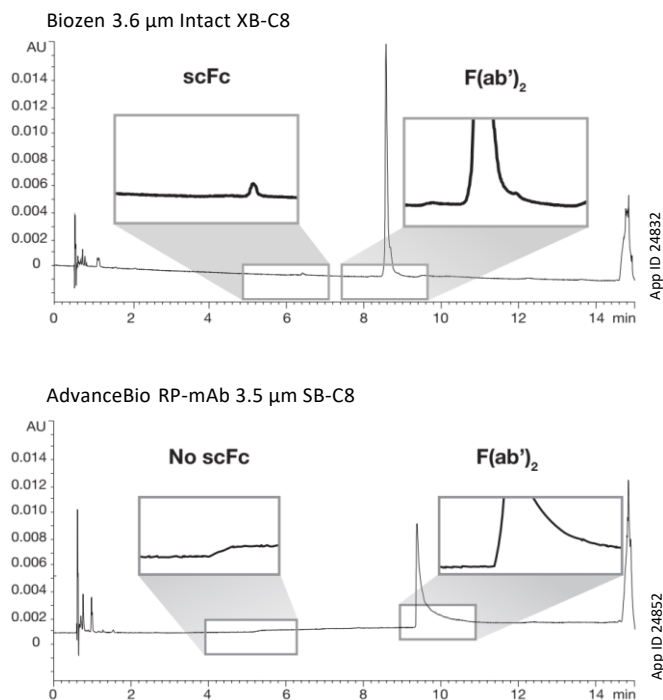 Biozen 3.6 µm Intact XB-C8
AU
0.014
0.012
0.010
0.008
0.006
0.004
0.002
0
scFc
F(ab’)₂
0 2 4 6 8 10 12 14 min
App ID 24832
AdvanceBio RP-mAb 3.5 µm SB-C8
AU
0.014
0.012
0.010
0.008
0.006
0.004
0.002
0
No scFc
F(ab’)₂
0 2 4 6 8 10 12 14 min
App ID 24852